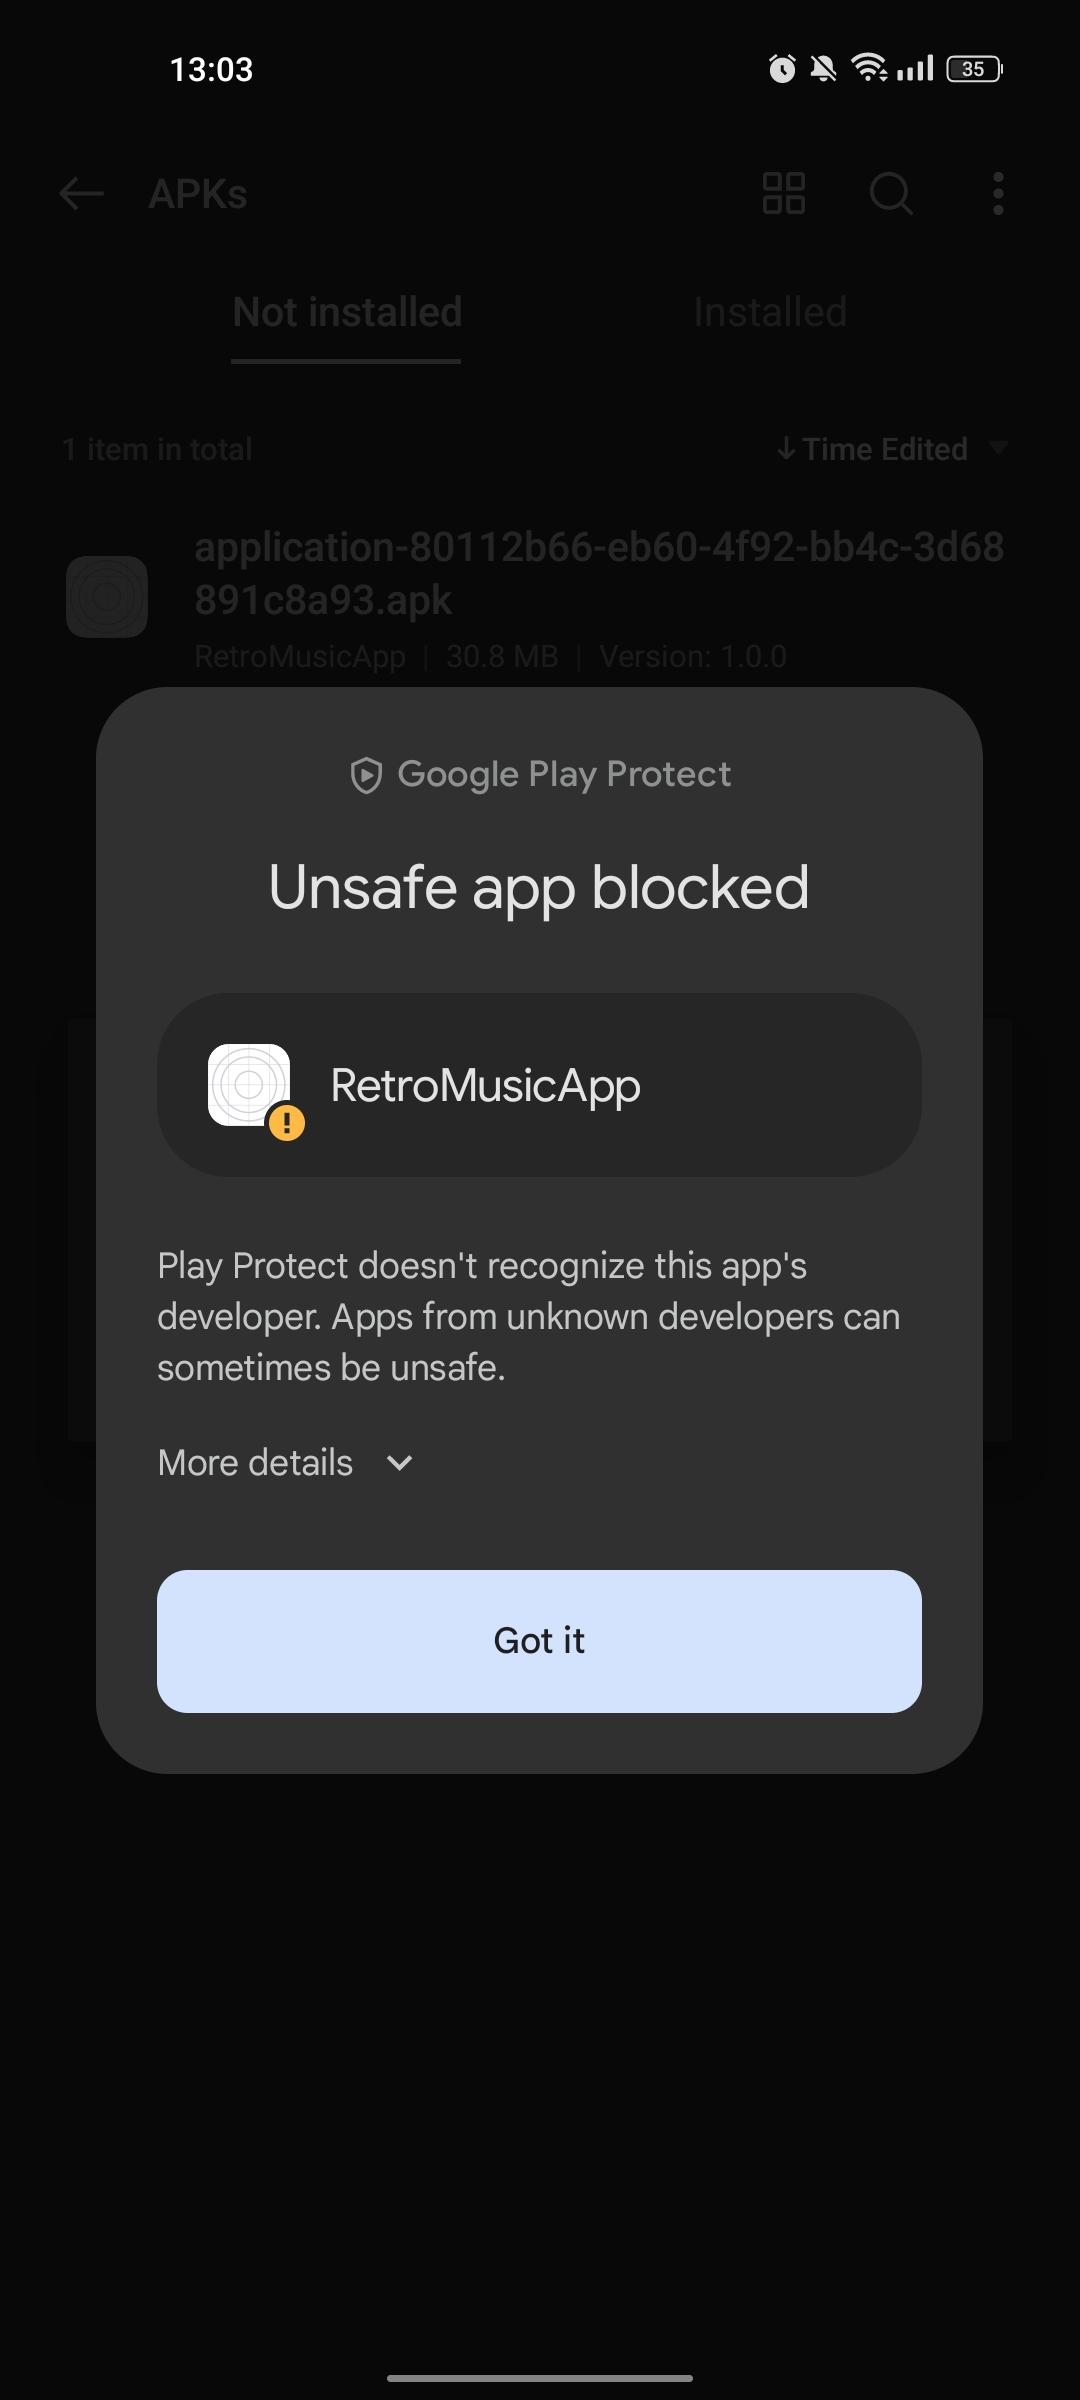 13:03
35
APKs
Not installed
Installed
1 item in total
Time Edited
application-80112b66-eb60-4f92-bb4c-3d68
891c8a93.apk
RetroMusicApp | 30.8 MB | Version: 1.0.0
Google Play Protect
Unsafe app blocked
RetroMusicApp
Play Protect doesn't recognize this app's
developer. Apps from unknown developers can
sometimes be unsafe.
More details
Got it